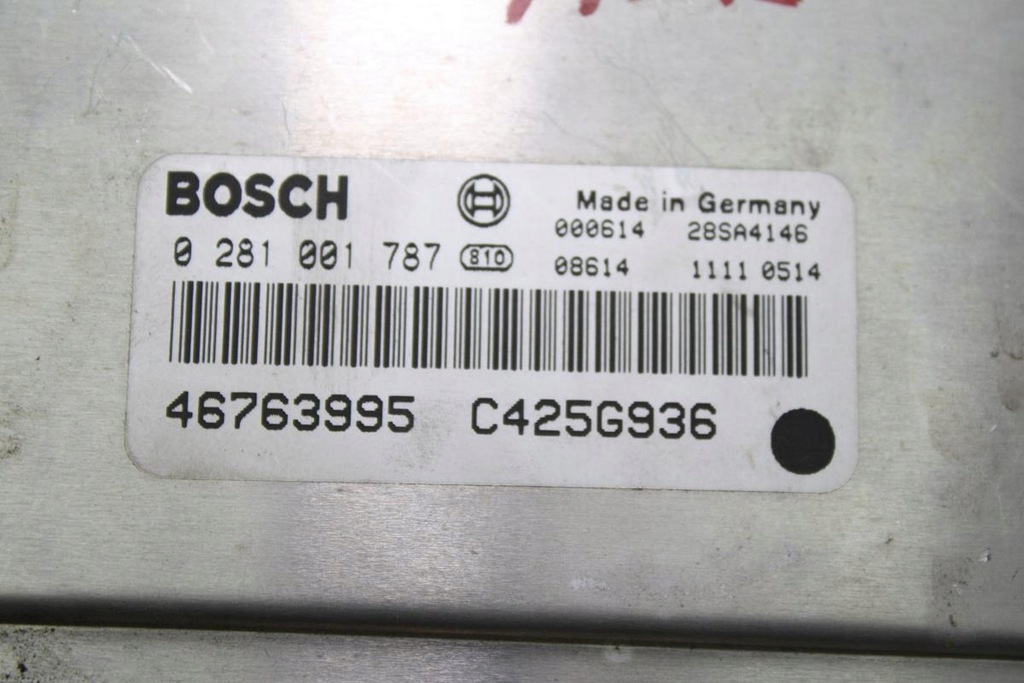 BOSCH
Made in Germany
000614 28SA4146
0 281 001 787 810
08614 1111 0514
46763995 C425G936